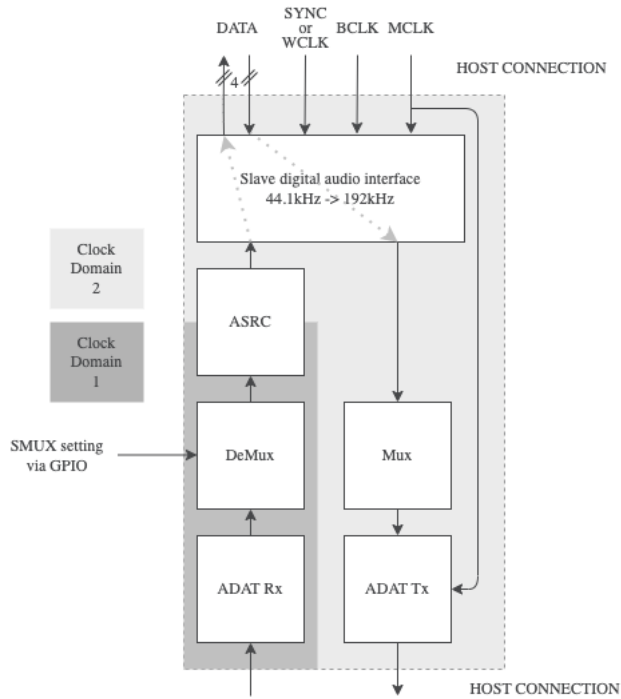 SYNC
or
WCLK
DATA
BCLK
MCLK
HOST CONNECTION
4
Slave digital audio interface
44.1kHz -> 192kHz
Clock
Domain
2
ASRC
Clock
Domain
1
SMUX setting
via GPIO
DeMux
Mux
ADAT Rx
ADAT Tx
HOST CONNECTION